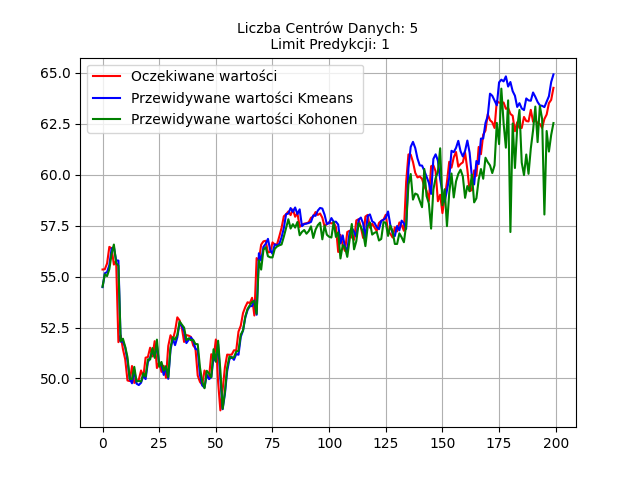 Liczba Centrów Danych: 5
Limit Predykcji: 1
Oczekiwane wartości
Przewidywane wartości Kmeans
Przewidywane wartości Kohonen
65.0
62.5
60.0
57.5
55.0
52.5
50.0
0 25 50 75 100 125 150 175 200